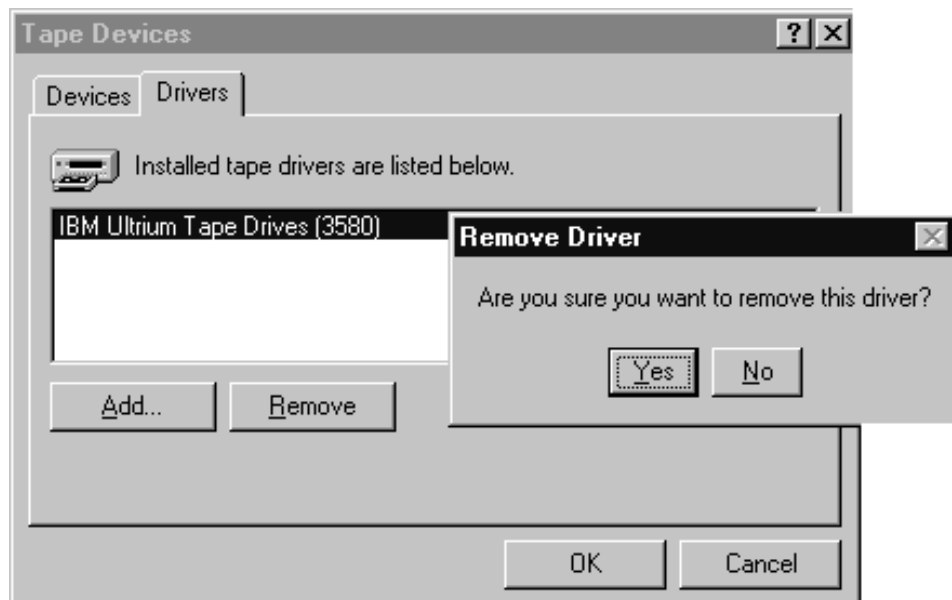 Tape Devices
Devices
Drivers
Installed tape drivers are listed below.
IBM Ultrium Tape Drives (3580)
Add...
Remove
OK
Cancel
Remove Driver
Are you sure you want to remove this driver?
Yes
No